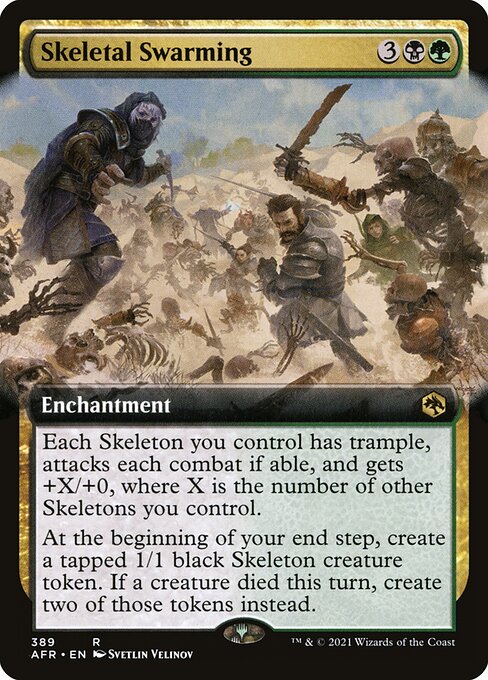 Skeletal Swarming 3
Enchantment
Each Skeleton you control has trample,
attacks each combat if able, and gets
+X/+0, where X is the number of other
Skeletons you control.
At the beginning of your end step, create
a tapped 1/1 black Skeleton creature
token. If a creature died this turn, create
two of those tokens instead.
389 R
AFR • EN Svetlin Velinov
™ & © 2021 Wizards of the Coast